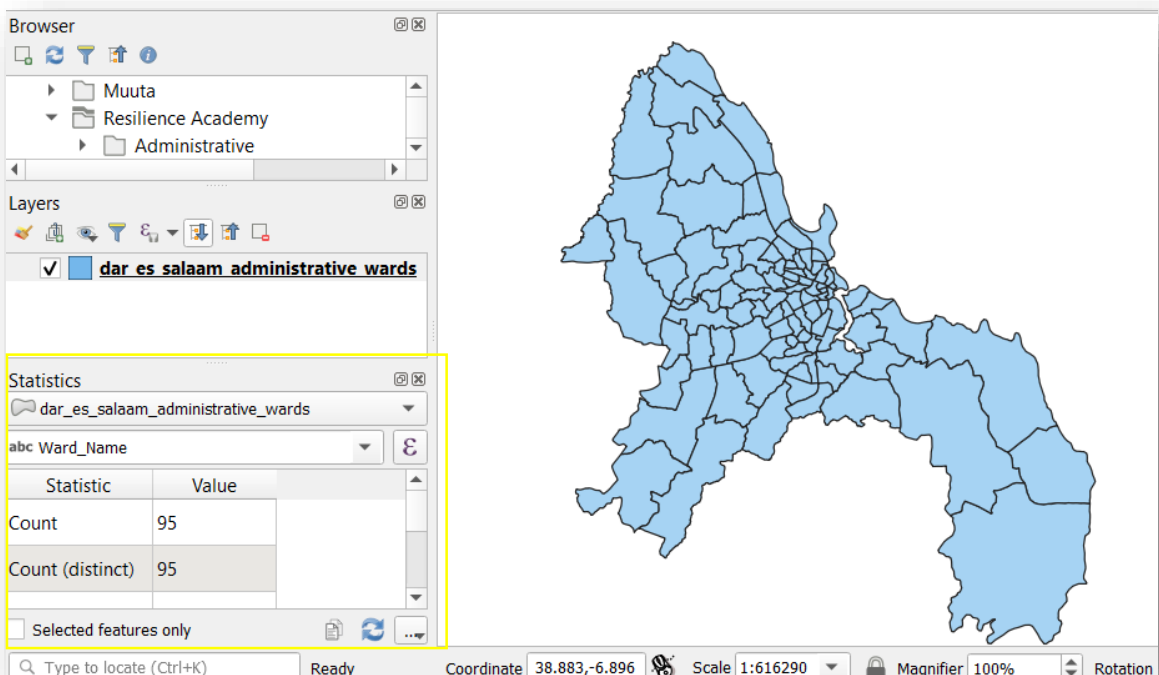 Browser
Muuta
Resilience Academy
Administrative
Layers
dar_es_salaam_administrative_wards
Statistics
dar_es_salaam_administrative_wards
abc Ward_Name ε
Statistic Value
Count 95
Count (distinct) 95
Selected features only ...
Type to locate (Ctrl+K) Ready Coordinate 38.883,-6.896 Scale 1:616290 Magnifier 100% Rotation